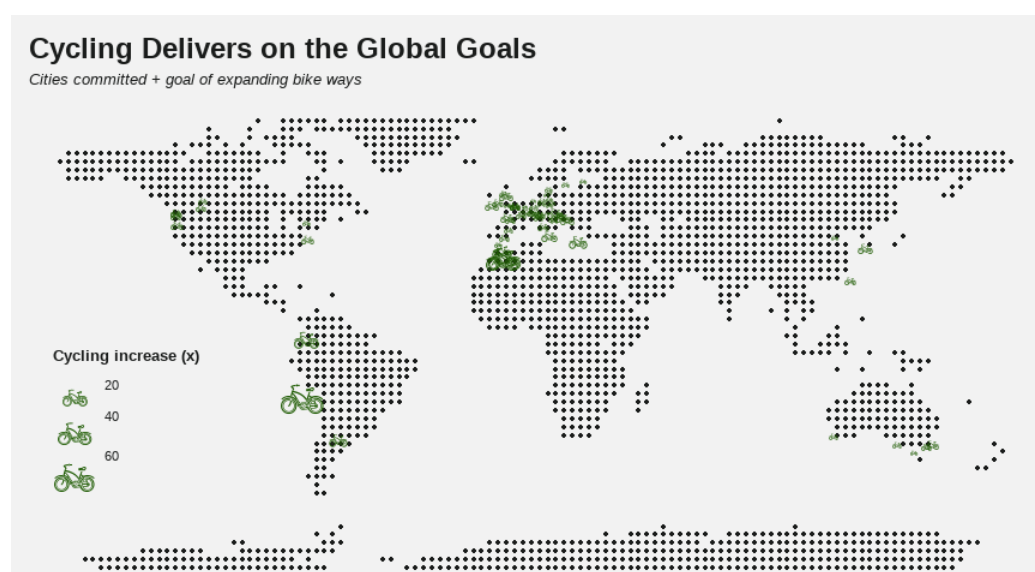 Cycling Delivers on the Global Goals
Cities committed + goal of expanding bike ways
Cycling increase (x)
20
40
60